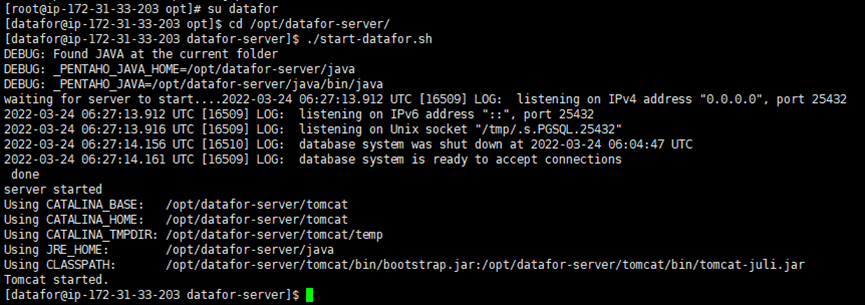 [root@ip-172-31-33-203 opt]# su datafor
[datafor@ip-172-31-33-203 opt]$ cd /opt/datafor-server/
[datafor@ip-172-31-33-203 datafor-server]$ ./start-datafor.sh
DEBUG: Found JAVA at the current folder
DEBUG: _PENTAHO_JAVA_HOME=/opt/datafor-server/java
DEBUG: _PENTAHO_JAVA=/opt/datafor-server/java/bin/java
waiting for server to start....2022-03-24 06:27:13.912 UTC [16509] LOG:  listening on IPv4 address "0.0.0.0", port 25432
2022-03-24 06:27:13.912 UTC [16509] LOG:  listening on IPv6 address "::", port 25432
2022-03-24 06:27:13.916 UTC [16509] LOG:  listening on Unix socket "/tmp/.s.PGSQL.25432"
2022-03-24 06:27:14.156 UTC [16510] LOG:  database system was shut down at 2022-03-24 06:04:47 UTC
2022-03-24 06:27:14.161 UTC [16509] LOG:  database system is ready to accept connections
 done
server started
Using CATALINA_BASE:   /opt/datafor-server/tomcat
Using CATALINA_HOME:   /opt/datafor-server/tomcat
Using CATALINA_TMPDIR: /opt/datafor-server/tomcat/temp
Using JRE_HOME:        /opt/datafor-server/java
Using CLASSPATH:       /opt/datafor-server/tomcat/bin/bootstrap.jar:/opt/datafor-server/tomcat/bin/tomcat-juli.jar
Tomcat started.
[datafor@ip-172-31-33-203 datafor-server]$